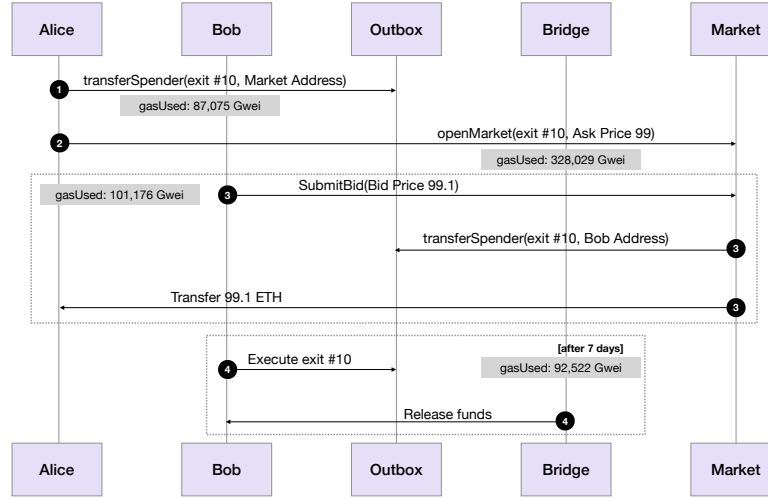 Alice
Bob
Outbox
Bridge
Market
1
transferSpender(exit #10, Market Address)
gasUsed: 87,075 Gwei
2
openMarket(exit #10, Ask Price 99)
gasUsed: 328,029 Gwei
gasUsed: 101,176 Gwei
3
SubmitBid(Bid Price 99.1)
transferSpender(exit #10, Bob Address)
3
Transfer 99.1 ETH
3
[after 7 days]
4
Execute exit #10
gasUsed: 92,522 Gwei
Release funds
4
Alice
Bob
Outbox
Bridge
Market